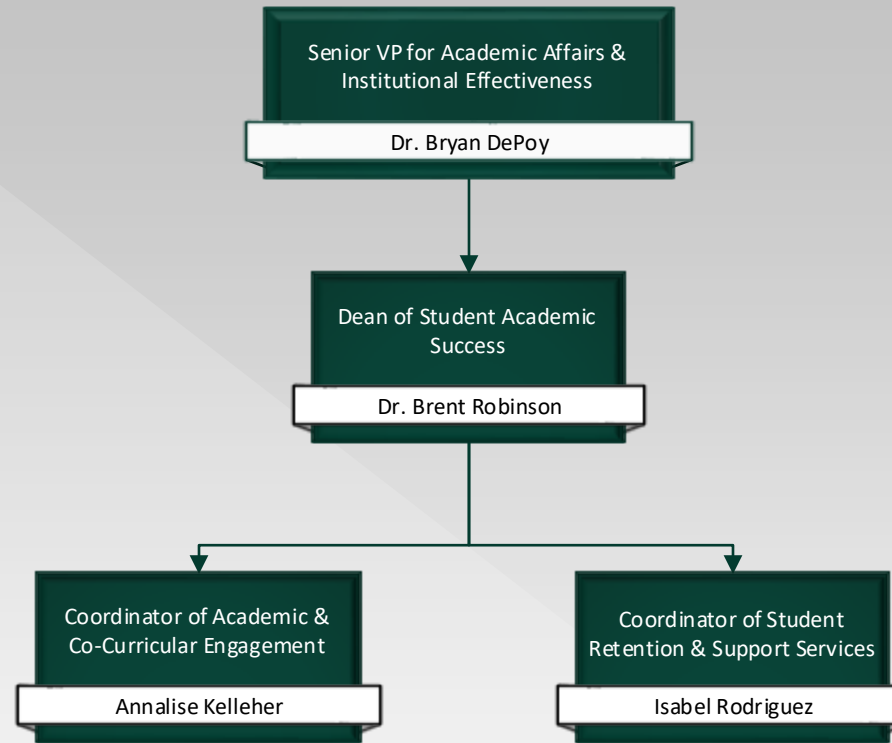 Senior VP for Academic Affairs &
Institutional Effectiveness
Dr. Bryan DePoy
Dean of Student Academic
Success
Dr. Brent Robinson
Coordinator of Academic &
Co-Curricular Engagement
Annalise Kelleher
Coordinator of Student
Retention & Support Services
Isabel Rodriguez